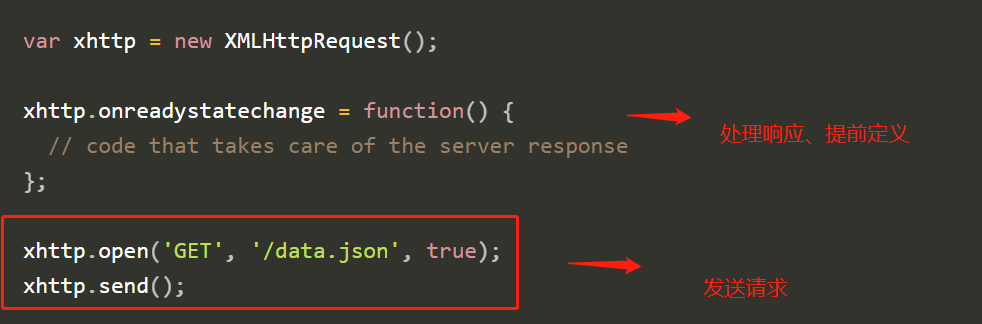 var xhttp = new XMLHttpRequest();
xhttp.onreadystatechange = function() {
处理响应、提前定义
// code that takes care of the server response
};
xhttp.open('GET', '/data.json', true);
xhttp.send();
发送请求